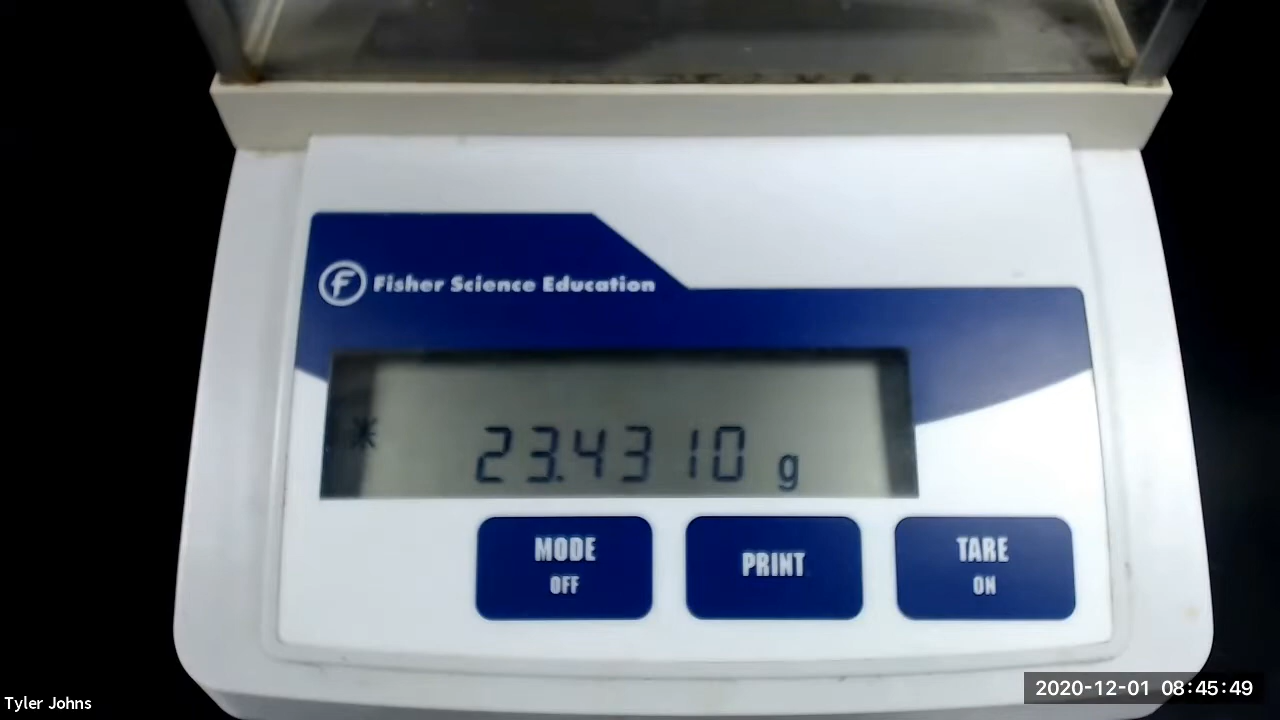 Fisher Science Education
* 23.4310 g
MODE
OFF
PRINT
TARE
ON
Tyler Johns
2020-12-01 08:45:49